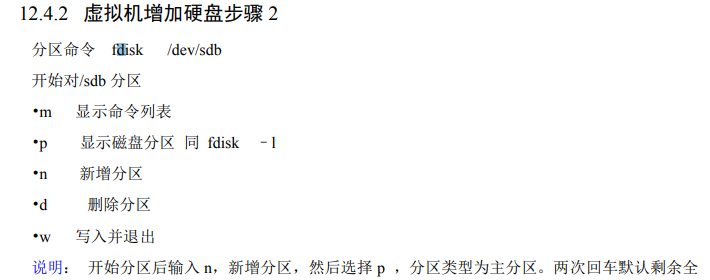 12.4.2 虚拟机增加硬盘步骤 2
分区命令 fdisk /dev/sdb
开始对/sdb 分区
•m 显示命令列表
•p 显示磁盘分区 同 fdisk –l
•n 新增分区
•d 删除分区
•w 写入并退出
说明： 开始分区后输入 n，新增分区，然后选择 p ，分区类型为主分区。两次回车默认剩余全